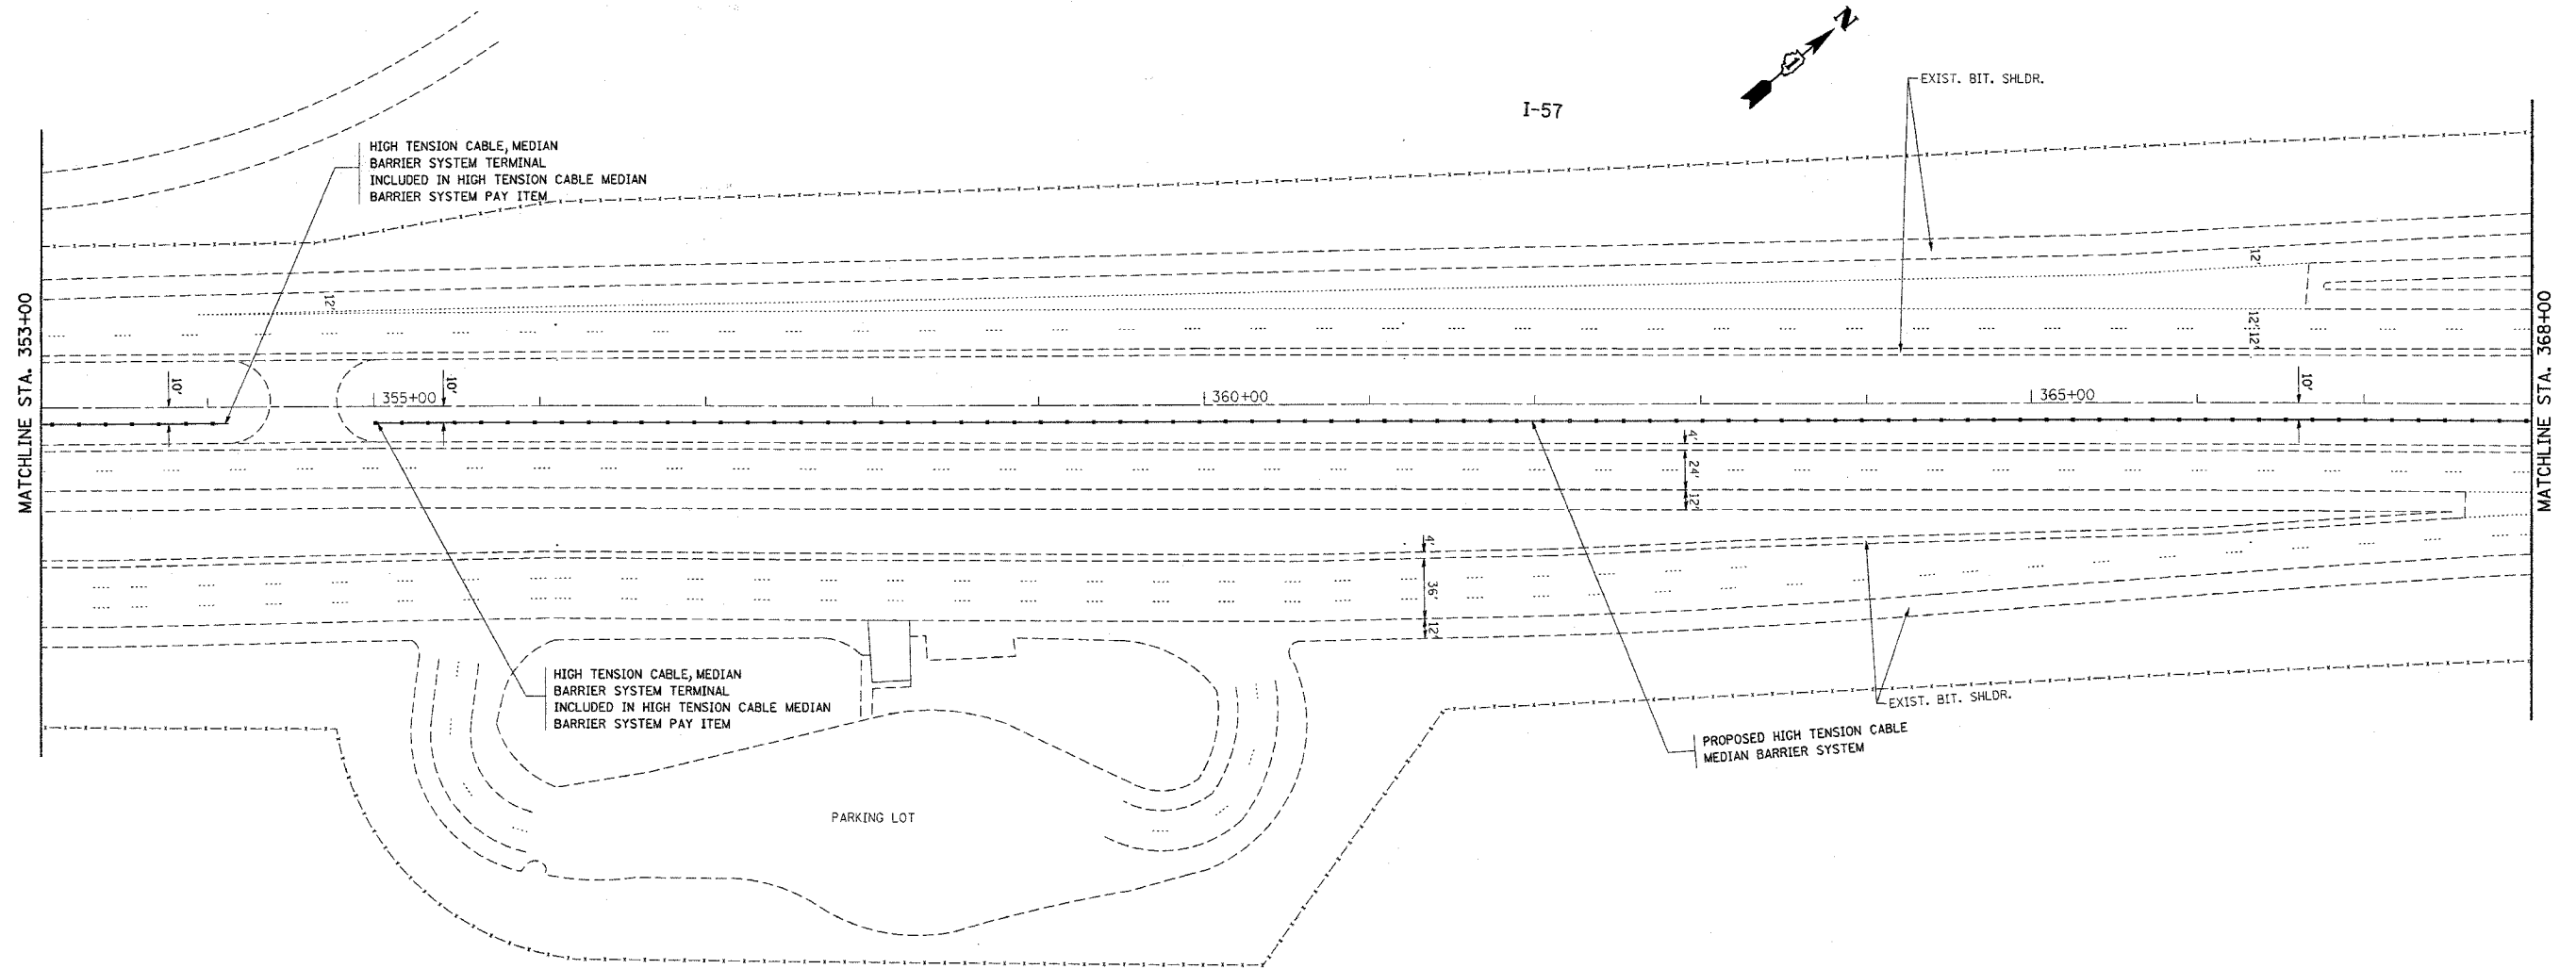 N
I-57
EXIST. BIT. SHLDR.
HIGH TENSION CABLE, MEDIAN
BARRIER SYSTEM TERMINAL
INCLUDED IN HIGH TENSION CABLE MEDIAN
BARRIER SYSTEM PAY ITEM
12'
12'
12'
12'
MATCHLINE STA. 353+00
MATCHLINE STA. 368+00
10'
10'
10'
355+00
360+00
365+00
4'
24'
12'
4'
36'
12'
HIGH TENSION CABLE, MEDIAN
BARRIER SYSTEM TERMINAL
INCLUDED IN HIGH TENSION CABLE MEDIAN
BARRIER SYSTEM PAY ITEM
EXIST. BIT. SHLDR.
PROPOSED HIGH TENSION CABLE
MEDIAN BARRIER SYSTEM
PARKING LOT